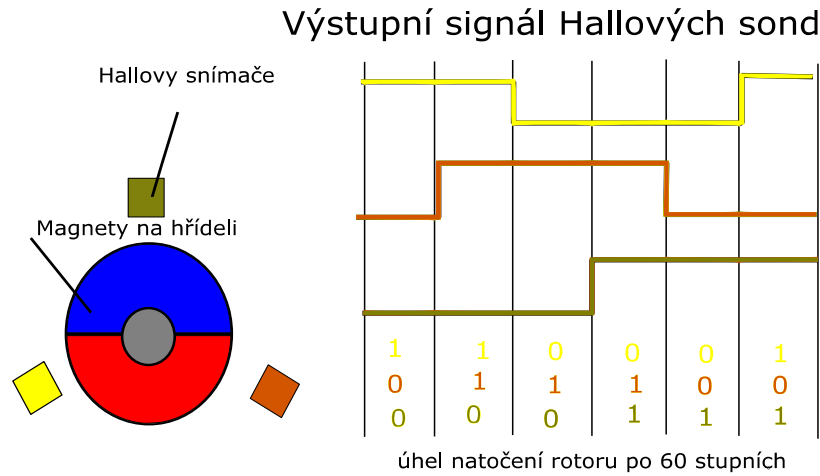 Výstupní signál Hallových sond
Hallovy snímače
Magnety na hřídeli
1 1 0 0 0 1
0 1 1 1 0 0
0 0 0 1 1 1
úhel natočení rotoru po 60 stupních